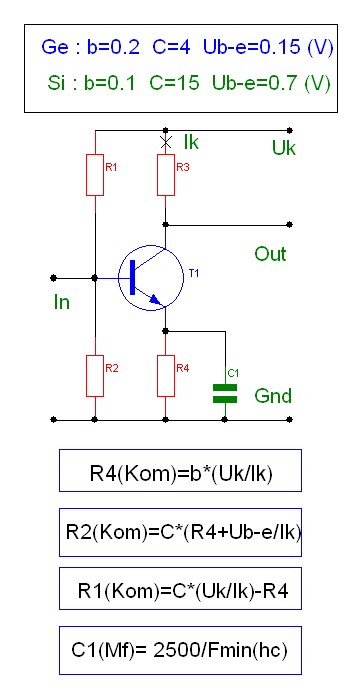 Ge : b=0.2 C=4 Ub-e=0.15 (V)
Si : b=0.1 C=15 Ub-e=0.7 (V)
Ik
R1
R3
Uk
Out
T1
In
R2
R4
C1
Gnd
R4(Kom)=b*(Uk/Ik)
R2(Kom)=C*(R4+Ub-e/Ik)
R1(Kom)=C*(Uk/Ik)-R4
C1(Mf)= 2500/Fmin(hc)